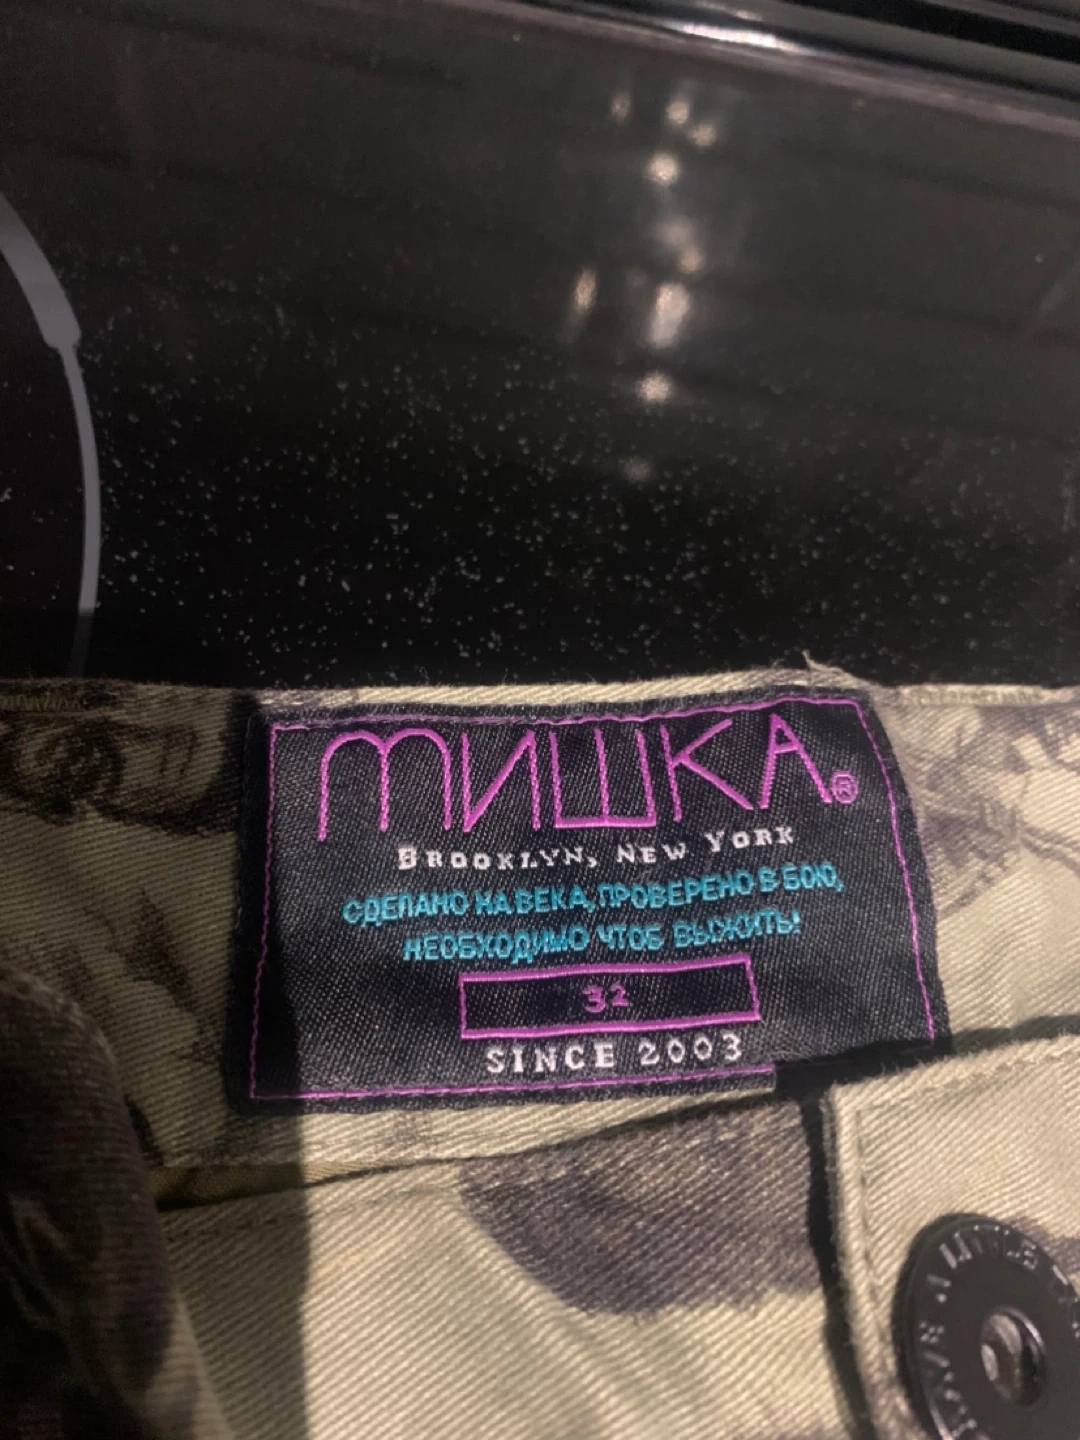 МИШКА®
BROOKLYN, NEW YORK
СДЕЛАНО НА ВЕКА, ПРОВЕРЕНО В БОЮ,
НЕОБХОДИМО ЧТОБ ВЫЖИТЬ!
32
SINCE 2003